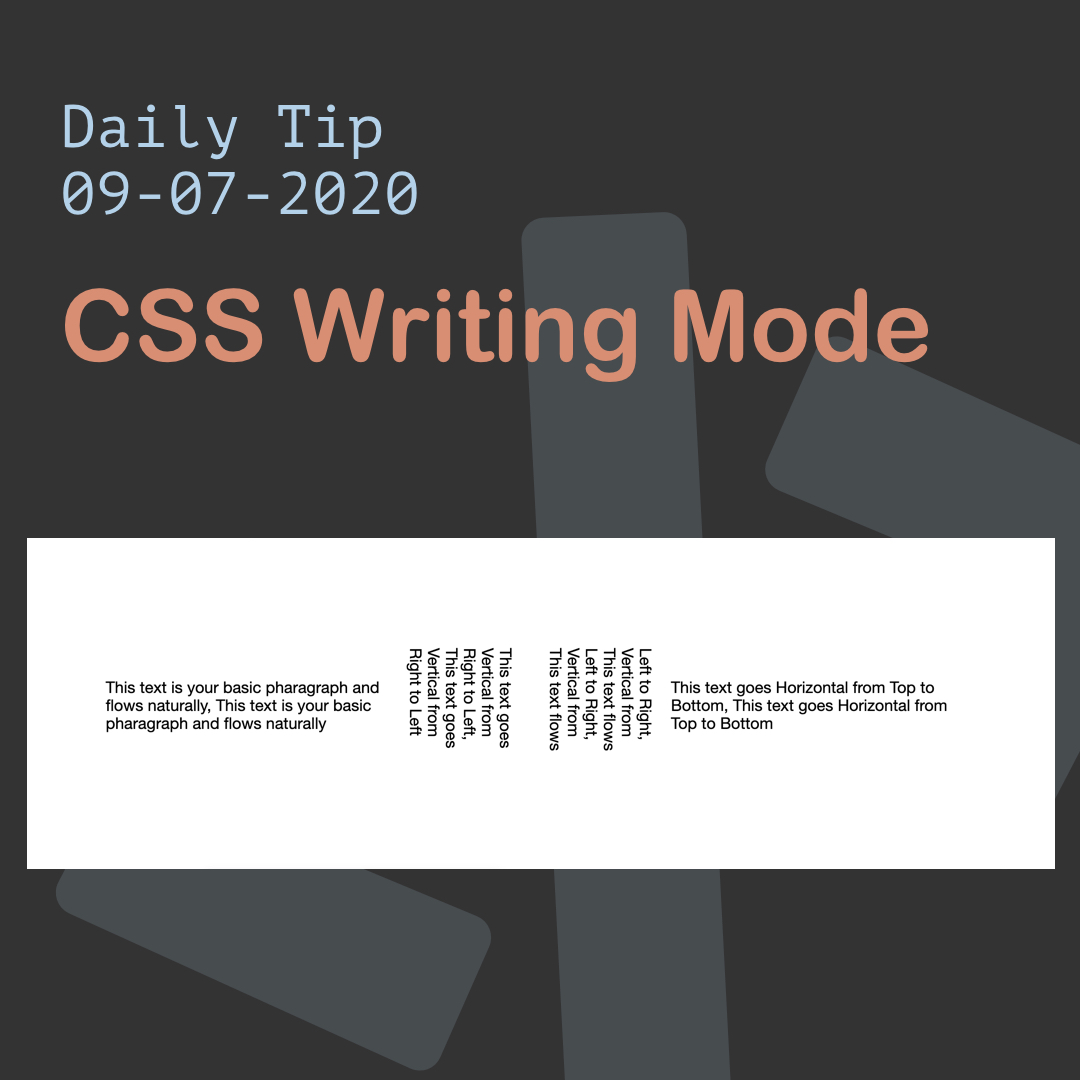 Daily Tip
09-07-2020
CSS Writing Mode
This text is your basic pharagraph and
flows naturally, This text is your basic
pharagraph and flows naturally
This text goes
Vertical from
Right to Left,
This text goes
Vertical from
Right to Left
This text flows
Vertical from
Left to Right,
This text flows
Vertical from
Left to Right,
This text goes Horizontal from Top to
Bottom, This text goes Horizontal from
Top to Bottom